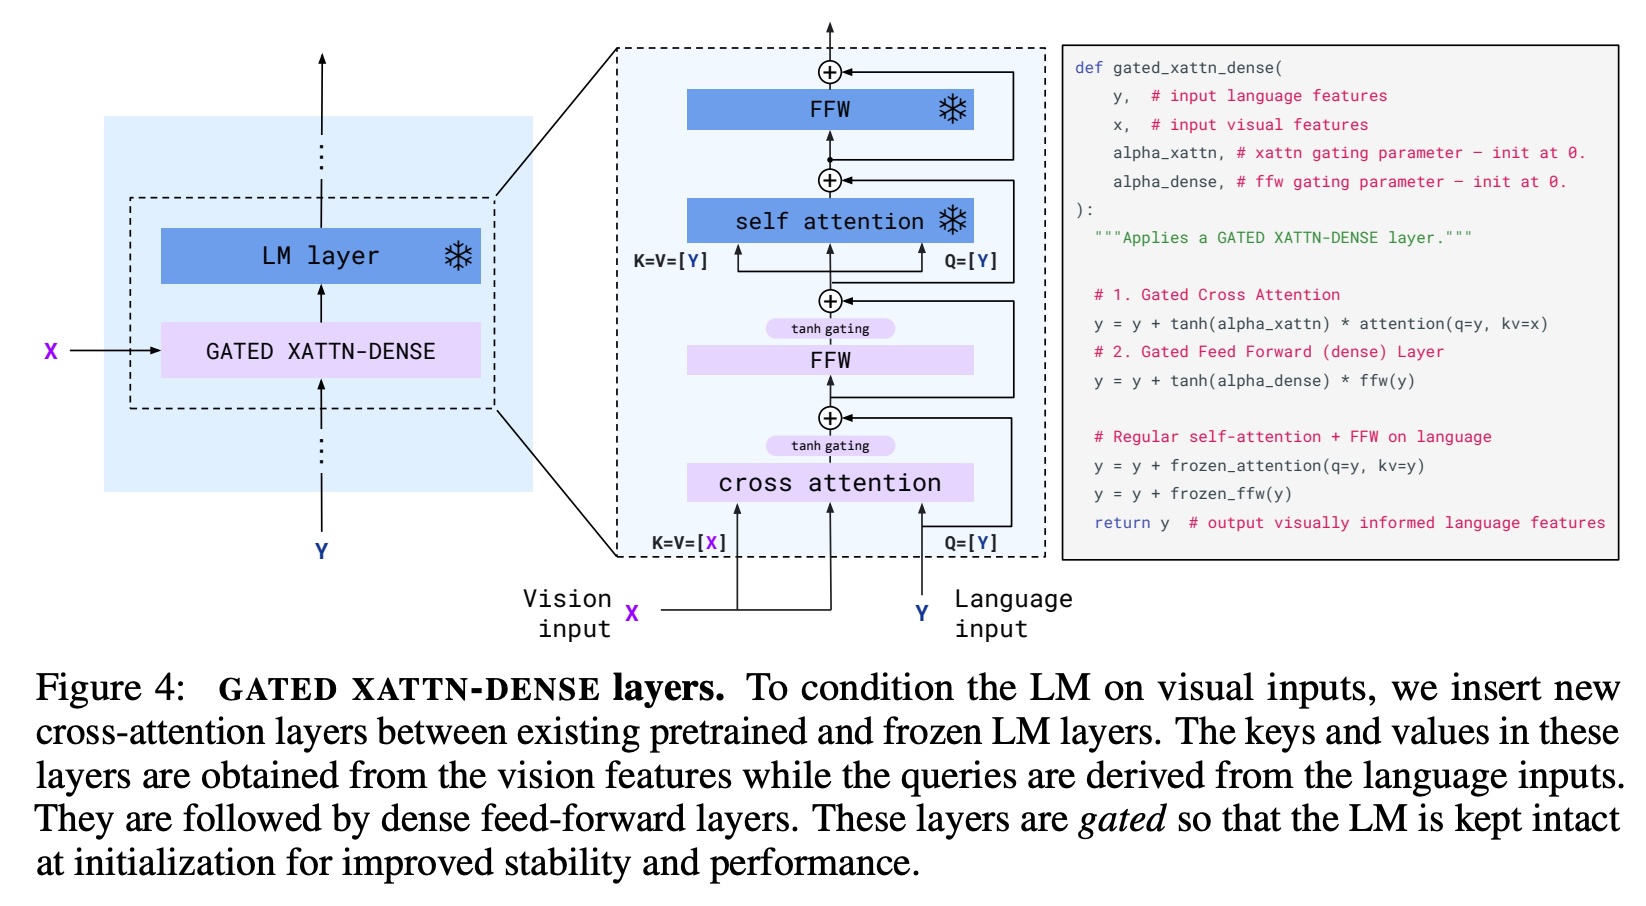 LM layer
X
GATED XATTN-DENSE
Y
FFW
self attention
K=V=[Y]
Q=[Y]
tanh gating
FFW
tanh gating
cross attention
K=V=[X]
Q=[Y]
Vision
input
X
Y
Language
input
def gated_xattn_dense(
y, # input language features
x, # input visual features
alpha_xattn, # xattn gating parameter – init at 0.
alpha_dense, # ffw gating parameter – init at 0.
):
"""Applies a GATED XATTN-DENSE layer."""
# 1. Gated Cross Attention
y = y + tanh(alpha_xattn) * attention(q=y, kv=x)
# 2. Gated Feed Forward (dense) Layer
y = y + tanh(alpha_dense) * ffw(y)
# Regular self-attention + FFW on language
y = y + frozen_attention(q=y, kv=y)
y = y + frozen_ffw(y)
return y # output visually informed language features
Figure 4: GATED XATTN-DENSE layers. To condition the LM on visual inputs, we insert new
cross-attention layers between existing pretrained and frozen LM layers. The keys and values in these
layers are obtained from the vision features while the queries are derived from the language inputs.
They are followed by dense feed-forward layers. These layers are gated so that the LM is kept intact
at initialization for improved stability and performance.